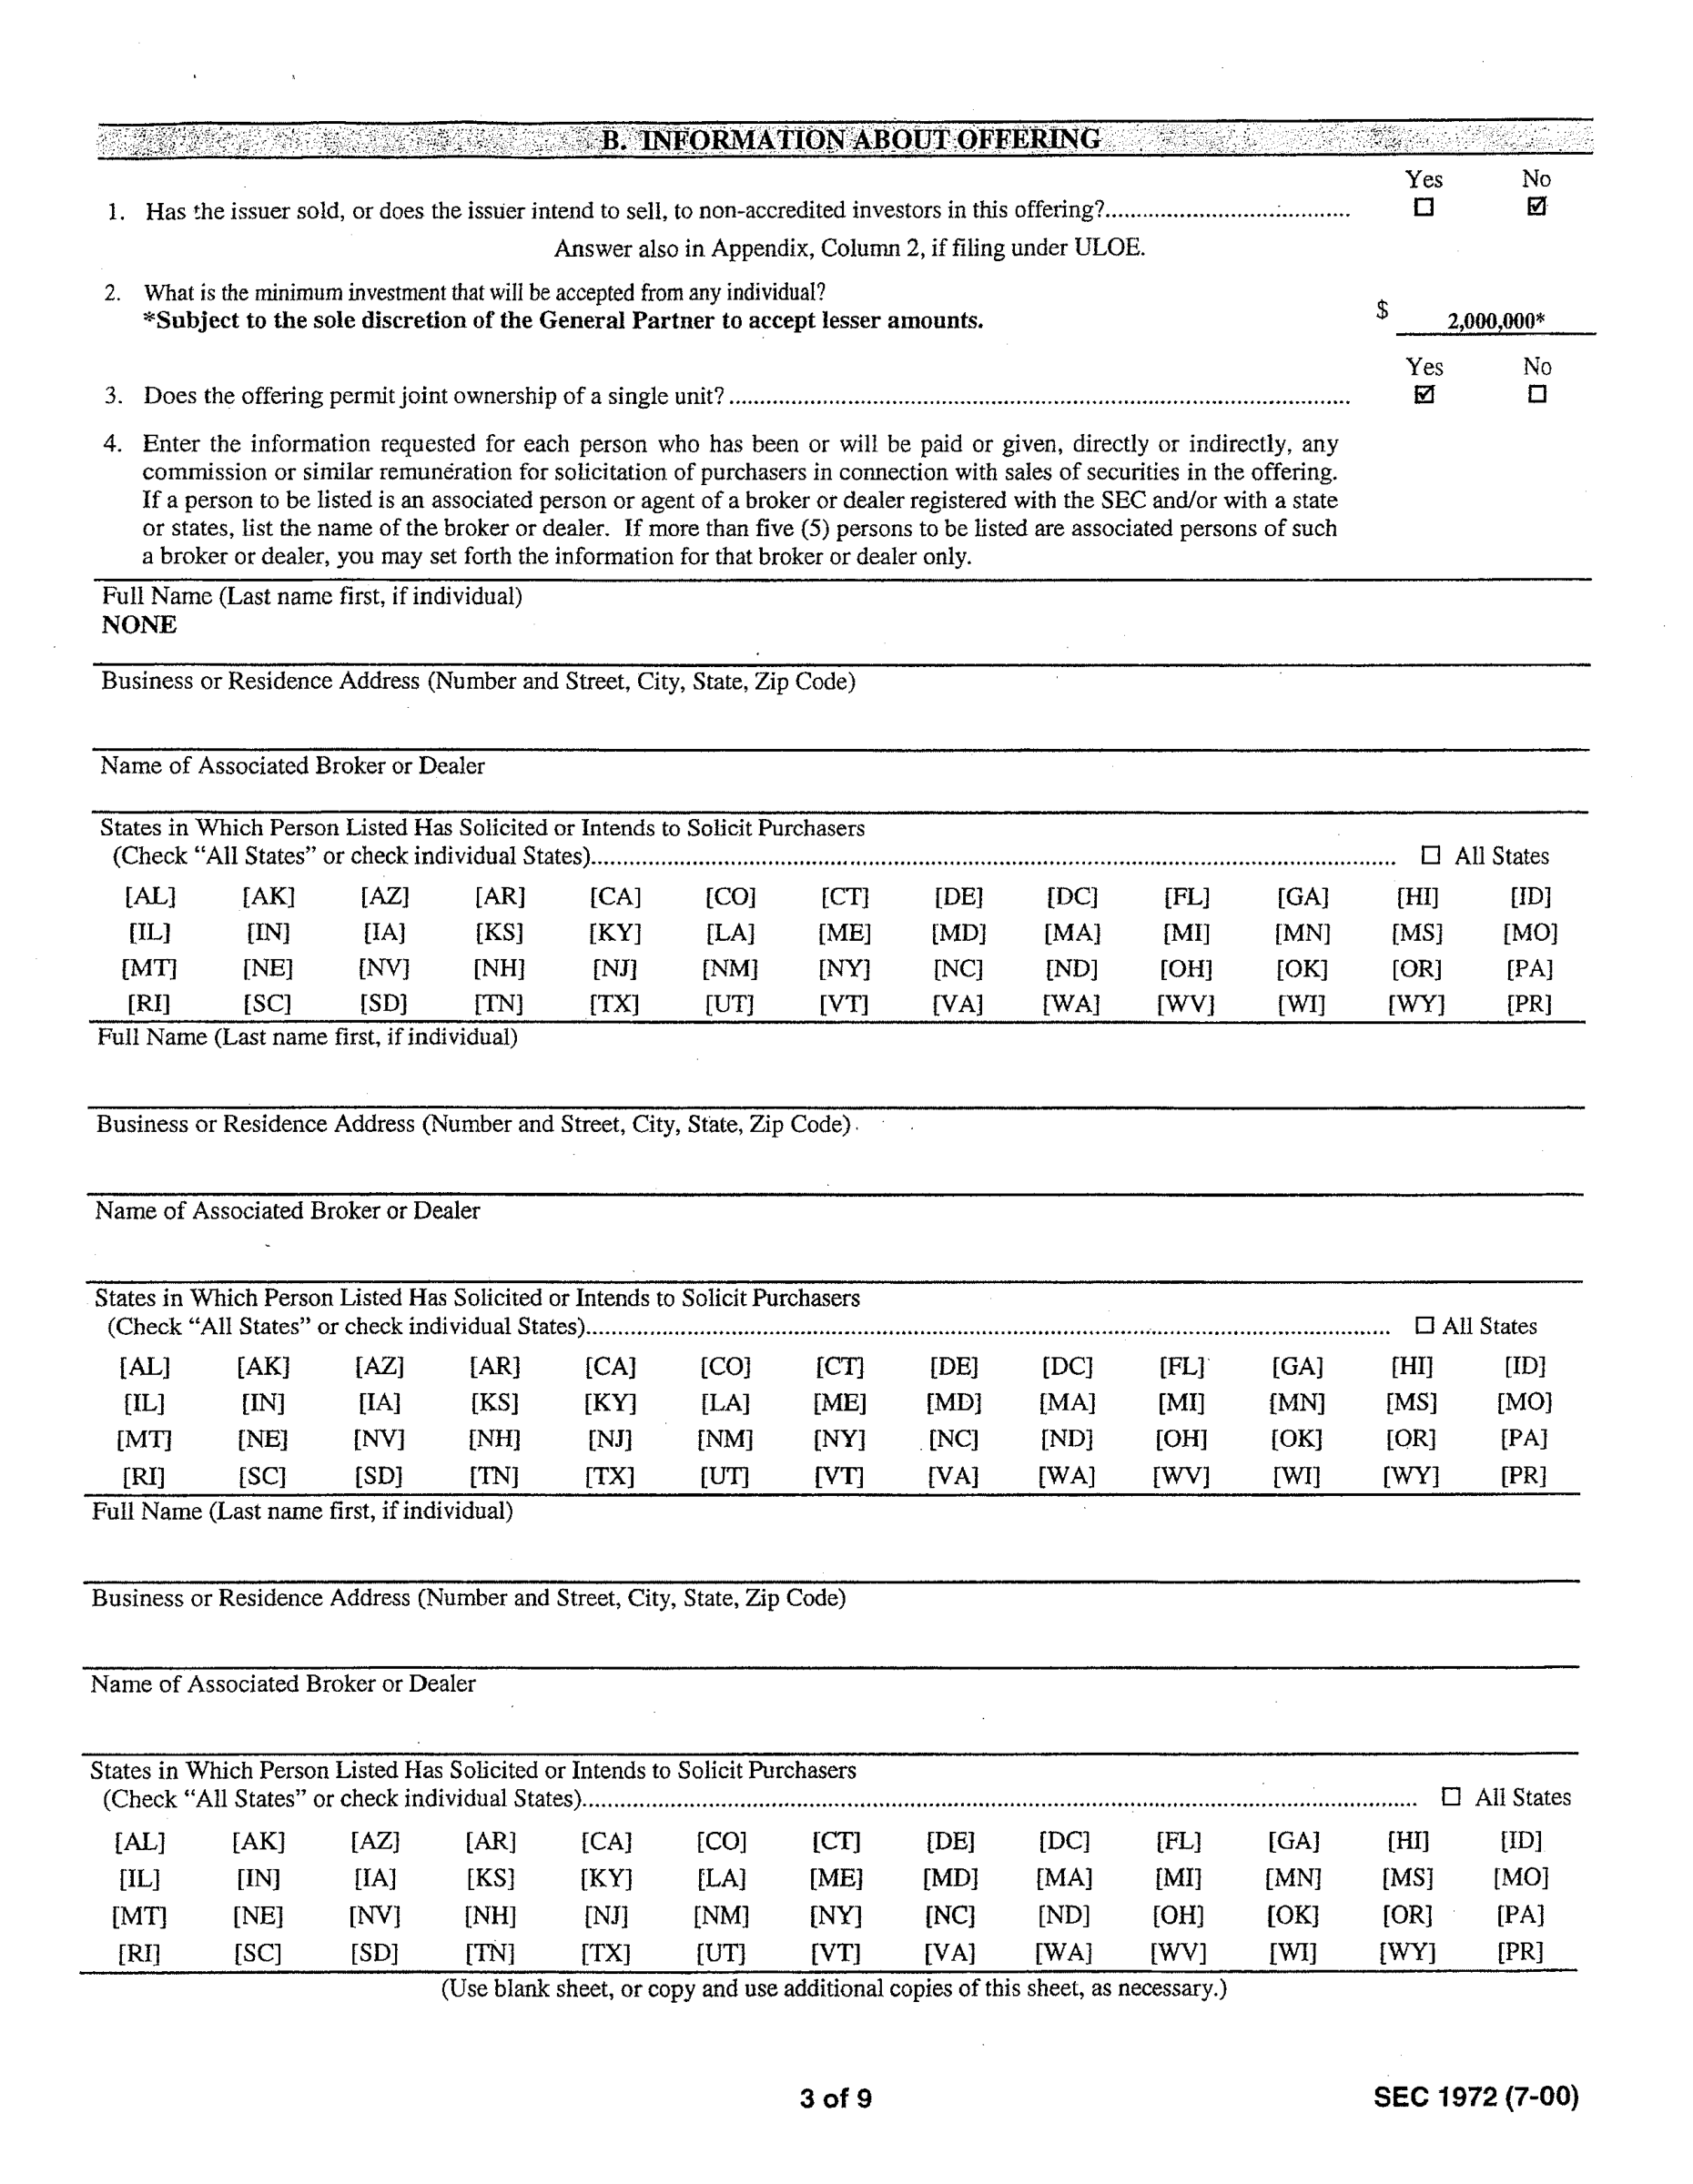 B. INFORMATION ABOUT OFFERING
Yes No
1. Has the issuer sold, or does the issuer intend to sell, to non-accredited investors in this offering?........................................ ☐ ☑
Answer also in Appendix, Column 2, if filing under ULOE.
2. What is the minimum investment that will be accepted from any individual?
*Subject to the sole discretion of the General Partner to accept lesser amounts. $ 2,000,000*
Yes No
3. Does the offering permit joint ownership of a single unit?........................................ ☑ ☐
4. Enter the information requested for each person who has been or will be paid or given, directly or indirectly, any
commission or similar remuneration for solicitation of purchasers in connection with sales of securities in the offering.
If a person to be listed is an associated person or agent of a broker or dealer registered with the SEC and/or with a state
or states, list the name of the broker or dealer. If more than five (5) persons to be listed are associated persons of such
a broker or dealer, you may set forth the information for that broker or dealer only.
Full Name (Last name first, if individual)
NONE
Business or Residence Address (Number and Street, City, State, Zip Code)
Name of Associated Broker or Dealer
States in Which Person Listed Has Solicited or Intends to Solicit Purchasers
(Check “All States” or check individual States)........................................ ☐ All States
[AL] [AK] [AZ] [AR] [CA] [CO] [CT] [DE] [DC] [FL] [GA] [HI] [ID]
[IL] [IN] [IA] [KS] [KY] [LA] [ME] [MD] [MA] [MI] [MN] [MS] [MO]
[MT] [NE] [NV] [NH] [NJ] [NM] [NY] [NC] [ND] [OH] [OK] [OR] [PA]
[RI] [SC] [SD] [TN] [TX] [UT] [VT] [VA] [WA] [WV] [WI] [WY] [PR]
Full Name (Last name first, if individual)
Business or Residence Address (Number and Street, City, State, Zip Code)
Name of Associated Broker or Dealer
States in Which Person Listed Has Solicited or Intends to Solicit Purchasers
(Check “All States” or check individual States)........................................ ☐ All States
[AL] [AK] [AZ] [AR] [CA] [CO] [CT] [DE] [DC] [FL] [GA] [HI] [ID]
[IL] [IN] [IA] [KS] [KY] [LA] [ME] [MD] [MA] [MI] [MN] [MS] [MO]
[MT] [NE] [NV] [NH] [NJ] [NM] [NY] [NC] [ND] [OH] [OK] [OR] [PA]
[RI] [SC] [SD] [TN] [TX] [UT] [VT] [VA] [WA] [WV] [WI] [WY] [PR]
Full Name (Last name first, if individual)
Business or Residence Address (Number and Street, City, State, Zip Code)
Name of Associated Broker or Dealer
States in Which Person Listed Has Solicited or Intends to Solicit Purchasers
(Check “All States” or check individual States)........................................ ☐ All States
[AL] [AK] [AZ] [AR] [CA] [CO] [CT] [DE] [DC] [FL] [GA] [HI] [ID]
[IL] [IN] [IA] [KS] [KY] [LA] [ME] [MD] [MA] [MI] [MN] [MS] [MO]
[MT] [NE] [NV] [NH] [NJ] [NM] [NY] [NC] [ND] [OH] [OK] [OR] [PA]
[RI] [SC] [SD] [TN] [TX] [UT] [VT] [VA] [WA] [WV] [WI] [WY] [PR]
(Use blank sheet, or copy and use additional copies of this sheet, as necessary.)
3 of 9 SEC 1972 (7-00)